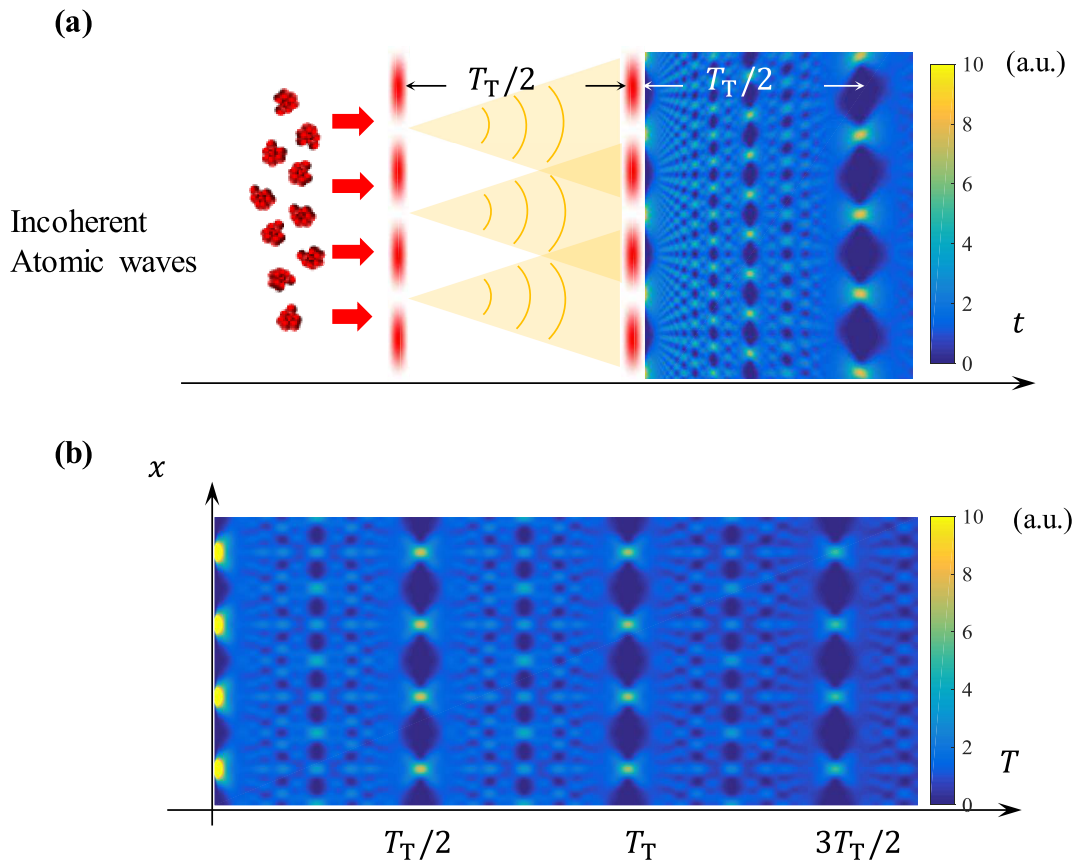 (a)
T_T/2
T_T/2
10
(a.u.)
8
6
4
2
0
Incoherent
Atomic waves
t
(b)
x
10
(a.u.)
8
6
4
2
0
T
T_T/2
T_T
3T_T/2